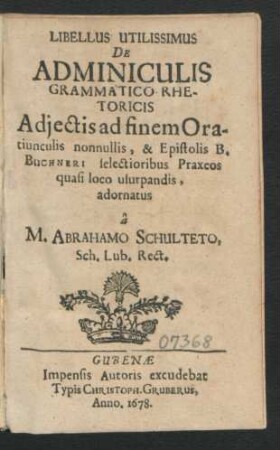 LIBELLUS UTILISSIMUS
DE
ADMINICULIS
GRAMMATICO-RHE-
TORICIS
Adjectis ad finem Ora-
tiunculis nonnullis, & Epistolis B.
BUCHNERI selectioribus Praxeos
quasi loco usurpandis,
adornatus
â
M. ABRAHAMO SCHULTETO,
Sch. Lub. Rect.
07368
GUBENÆ
Impensis Autoris excudebat
Typis CHRISTOPH. GRUBERUS,
Anno, 1678.